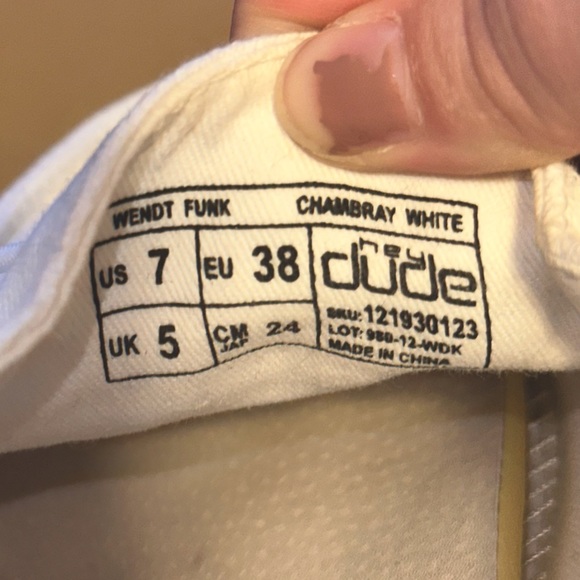 WENDT FUNK CHAMBRAY WHITE
US 7 EU 38
hey
dude
UK 5 CM JAP 24
SKU: 121930123
LOT: 980-12-WDK
MADE IN CHINA